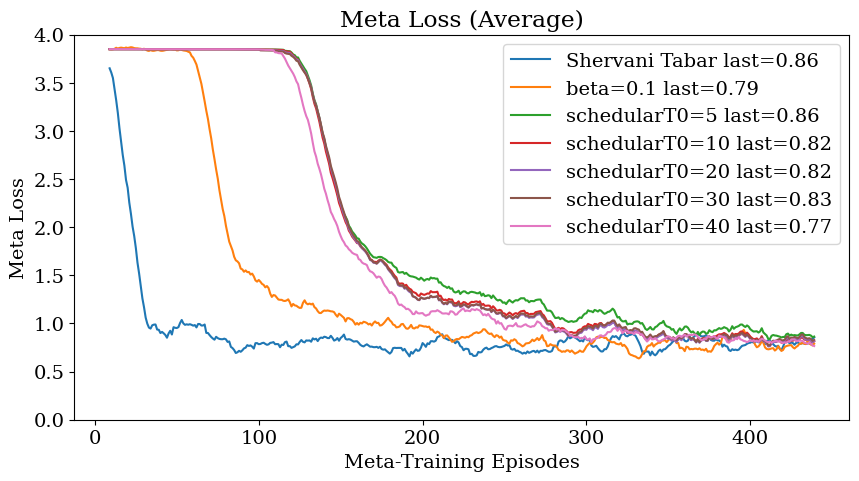 Meta Loss (Average)
4.0
3.5
3.0
2.5
2.0
1.5
1.0
0.5
0.0
Meta Loss
Shervani Tabar last=0.86
beta=0.1 last=0.79
schedularT0=5 last=0.86
schedularT0=10 last=0.82
schedularT0=20 last=0.82
schedularT0=30 last=0.83
schedularT0=40 last=0.77
0 100 200 300 400
Meta-Training Episodes